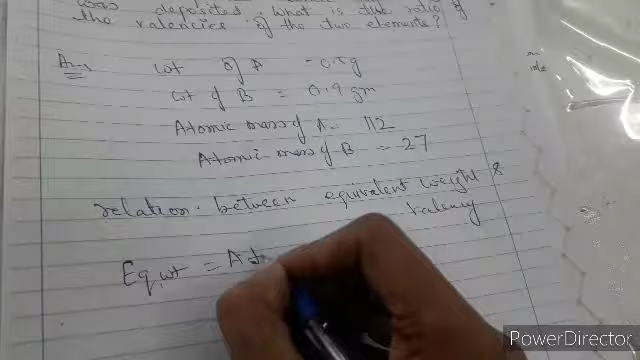 was deposited. What is the ratio of
the valencies of the two elements?
Ans
wt of A = 0.7g
wt of B = 0.9 gm
Atomic mass of A = 112
Atomic mass of B = 27
relation between equivalent weight &
valency
Eq.wt = At
PowerDirector